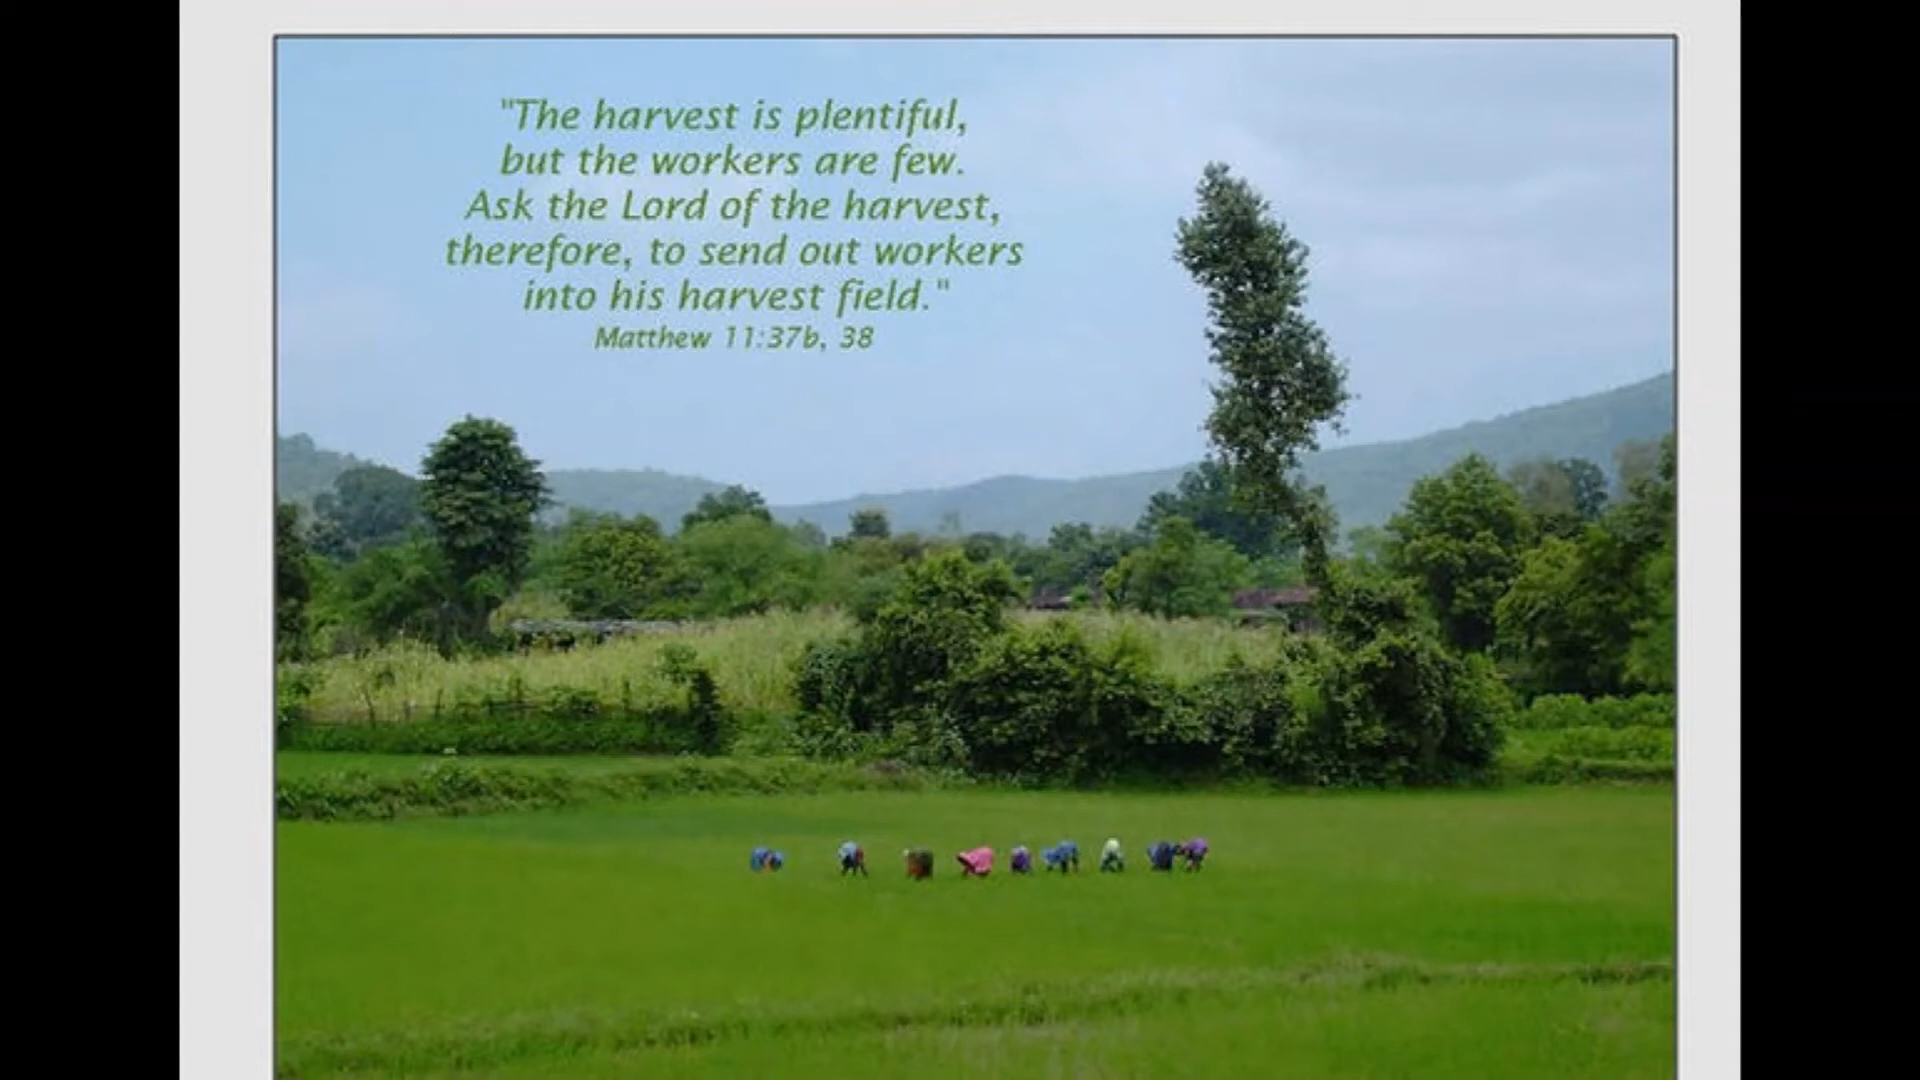 "The harvest is plentiful,
but the workers are few.
Ask the Lord of the harvest,
therefore, to send out workers
into his harvest field."
Matthew 11:37b, 38